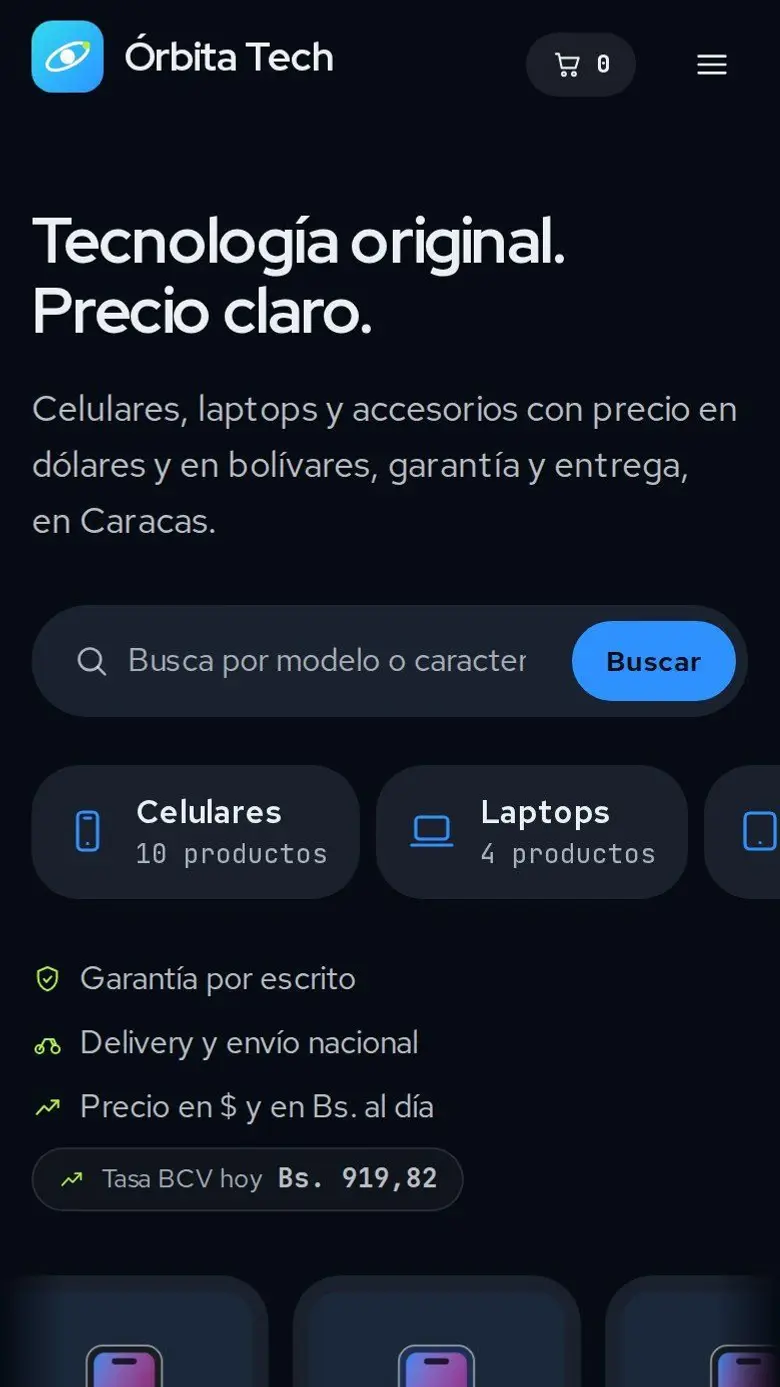 Órbita Tech
0
Tecnología original.
Precio claro.
Celulares, laptops y accesorios con precio en
dólares y en bolívares, garantía y entrega,
en Caracas.
Busca por modelo o caracter
Buscar
Celulares
10 productos
Laptops
4 productos
Garantía por escrito
Delivery y envío nacional
Precio en $ y en Bs. al día
Tasa BCV hoy Bs. 919,82